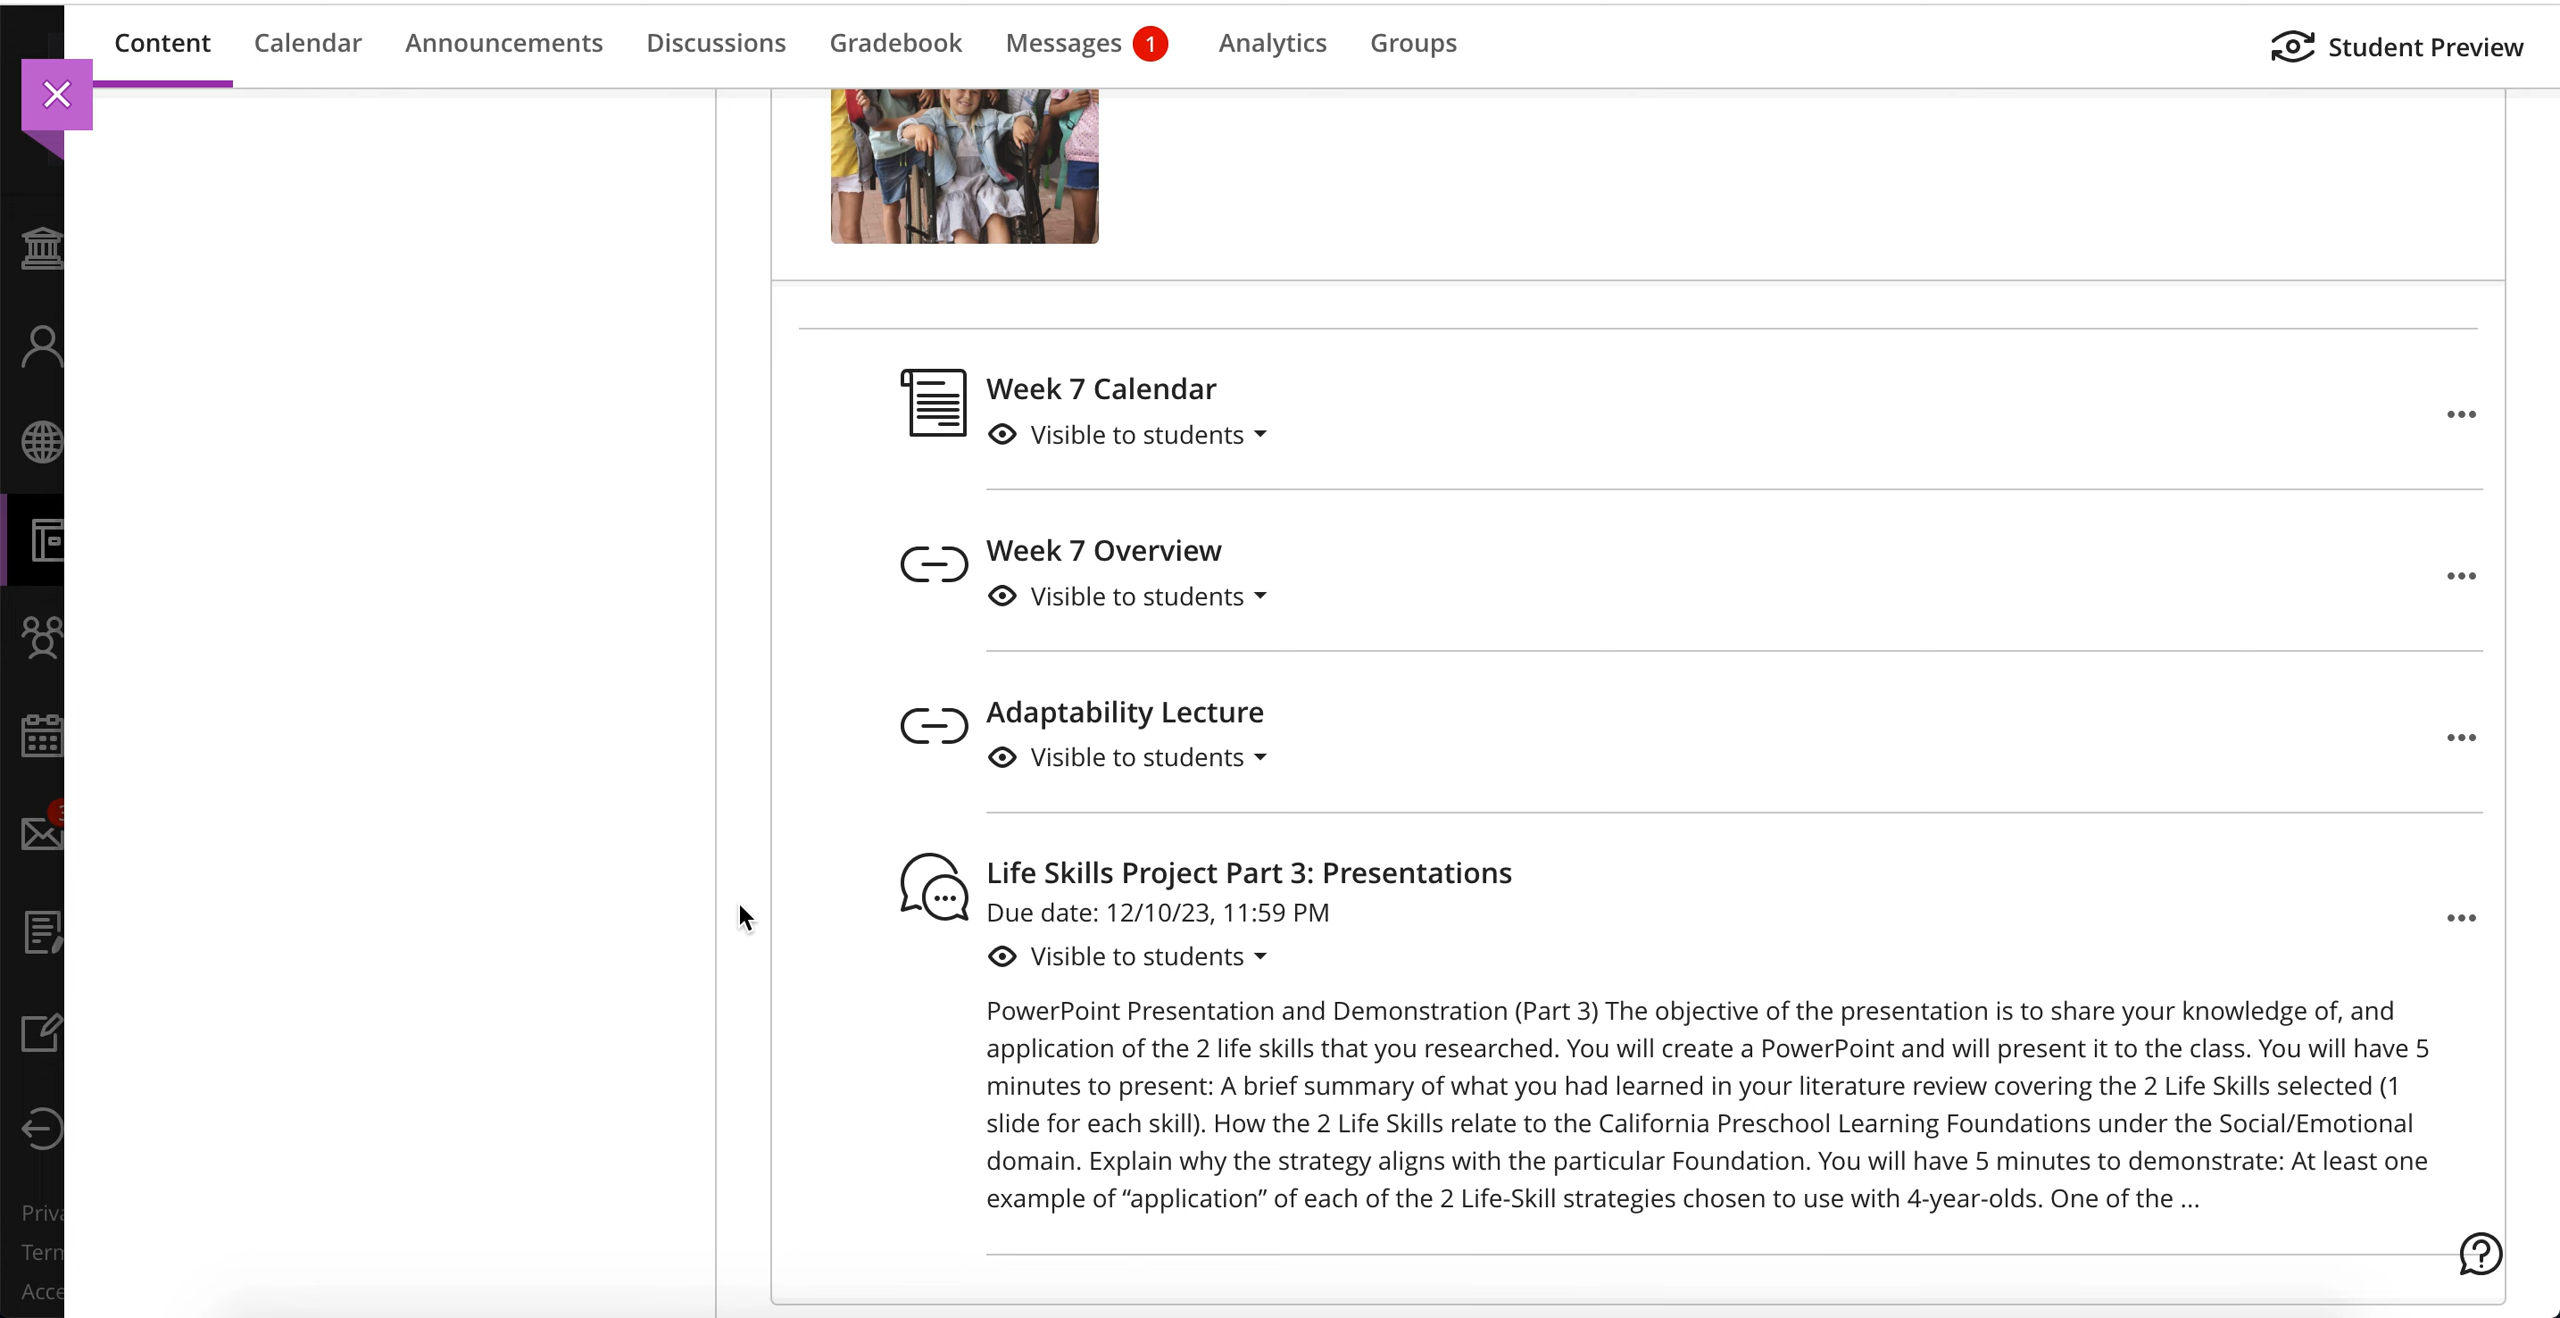 Content Calendar Announcements Discussions Gradebook Messages 1 Analytics Groups Student Preview
Week 7 Calendar
Visible to students
Week 7 Overview
Visible to students
Adaptability Lecture
Visible to students
Life Skills Project Part 3: Presentations
Due date: 12/10/23, 11:59 PM
Visible to students
PowerPoint Presentation and Demonstration (Part 3) The objective of the presentation is to share your knowledge of, and
application of the 2 life skills that you researched. You will create a PowerPoint and will present it to the class. You will have 5
minutes to present: A brief summary of what you had learned in your literature review covering the 2 Life Skills selected (1
slide for each skill). How the 2 Life Skills relate to the California Preschool Learning Foundations under the Social/Emotional
domain. Explain why the strategy aligns with the particular Foundation. You will have 5 minutes to demonstrate: At least one
example of “application” of each of the 2 Life-Skill strategies chosen to use with 4-year-olds. One of the ...
Priva
Term
Acce